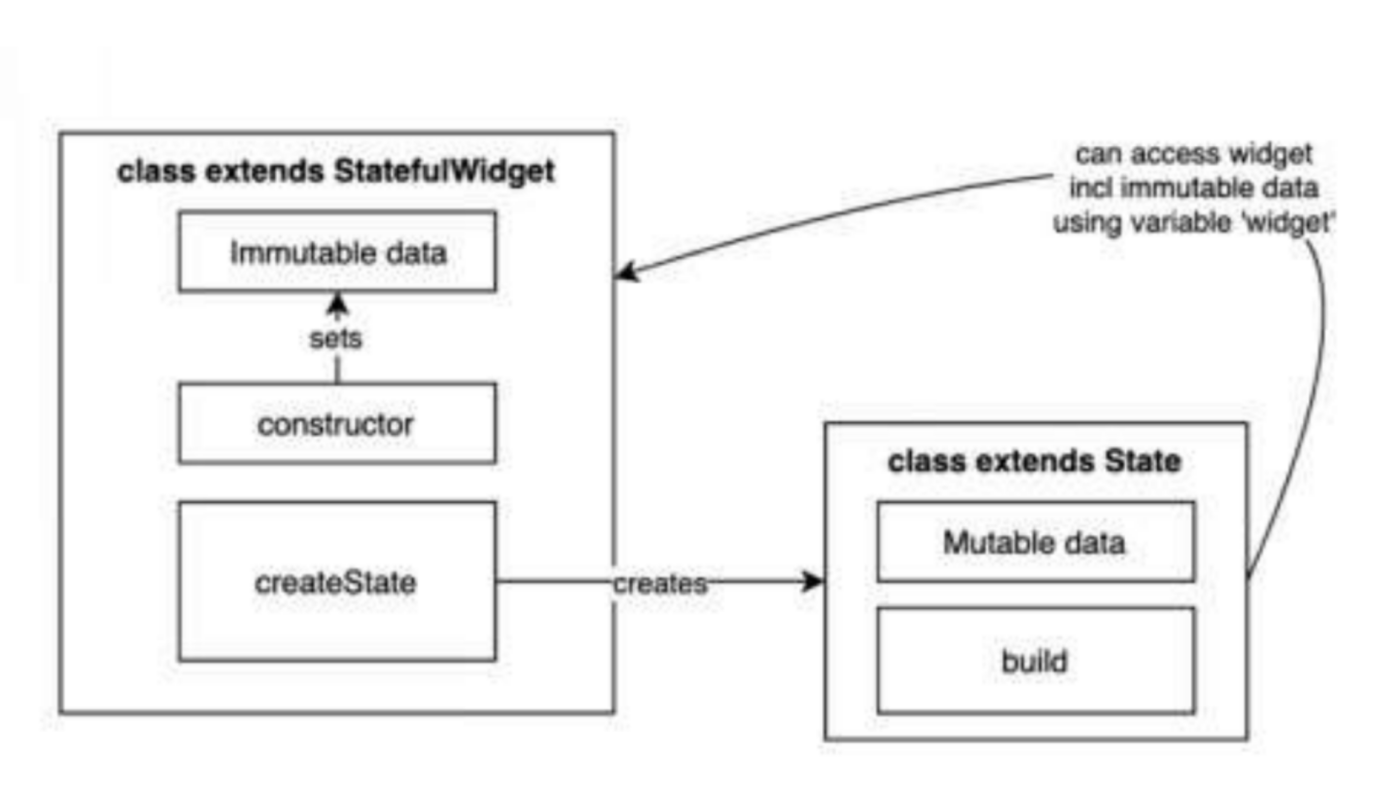 class extends StatefulWidget
Immutable data
sets
constructor
createState
creates
can access widget
incl immutable data
using variable 'widget'
class extends State
Mutable data
build